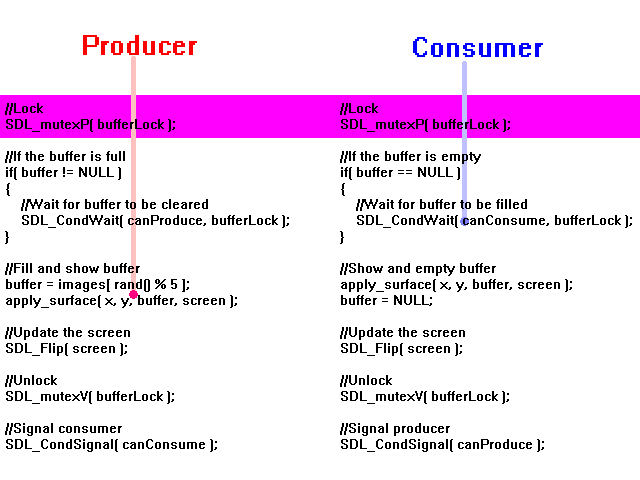 Producer
//Lock
SDL_mutexP( bufferLock );
//If the buffer is full
if( buffer != NULL )
{
//Wait for buffer to be cleared
SDL_CondWait( canProduce, bufferLock );
}
//Fill and show buffer
buffer = images[ rand() % 5 ];
apply_surface( x, y, buffer, screen );
//Update the screen
SDL_Flip( screen );
//Unlock
SDL_mutexV( bufferLock );
//Signal consumer
SDL_CondSignal( canConsume );
Consumer
//Lock
SDL_mutexP( bufferLock );
//If the buffer is empty
if( buffer == NULL )
{
//Wait for buffer to be filled
SDL_CondWait( canConsume, bufferLock );
}
//Show and empty buffer
apply_surface( x, y, buffer, screen );
buffer = NULL;
//Update the screen
SDL_Flip( screen );
//Unlock
SDL_mutexV( bufferLock );
//Signal producer
SDL_CondSignal( canProduce );